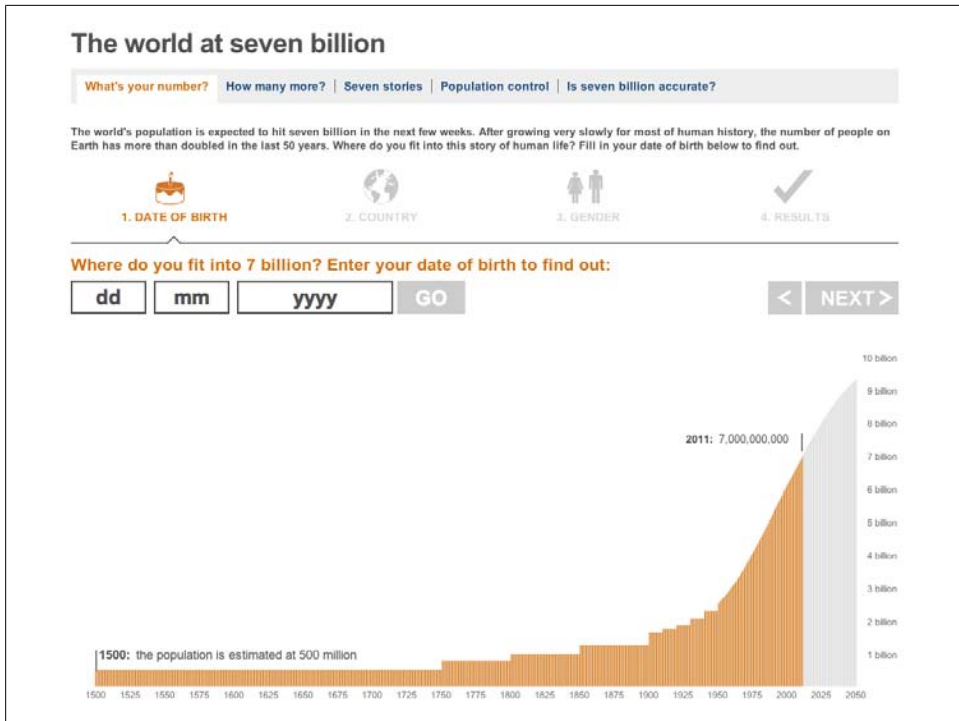 The world at seven billion
What's your number? How many more? Seven stories Population control Is seven billion accurate?
The world's population is expected to hit seven billion in the next few weeks. After growing very slowly for most of human history, the number of people on
Earth has more than doubled in the last 50 years. Where do you fit into this story of human life? Fill in your date of birth below to find out.
1. DATE OF BIRTH 2. COUNTRY 3. GENDER 4. RESULTS
Where do you fit into 7 billion? Enter your date of birth to find out:
dd mm yyyy GO < NEXT >
10 billion
9 billion
8 billion
2011: 7,000,000,000
7 billion
6 billion
5 billion
4 billion
3 billion
2 billion
1500: the population is estimated at 500 million
1 billion
1500 1525 1550 1575 1600 1625 1650 1675 1700 1725 1750 1775 1800 1825 1850 1875 1900 1925 1950 1975 2000 2025 2050